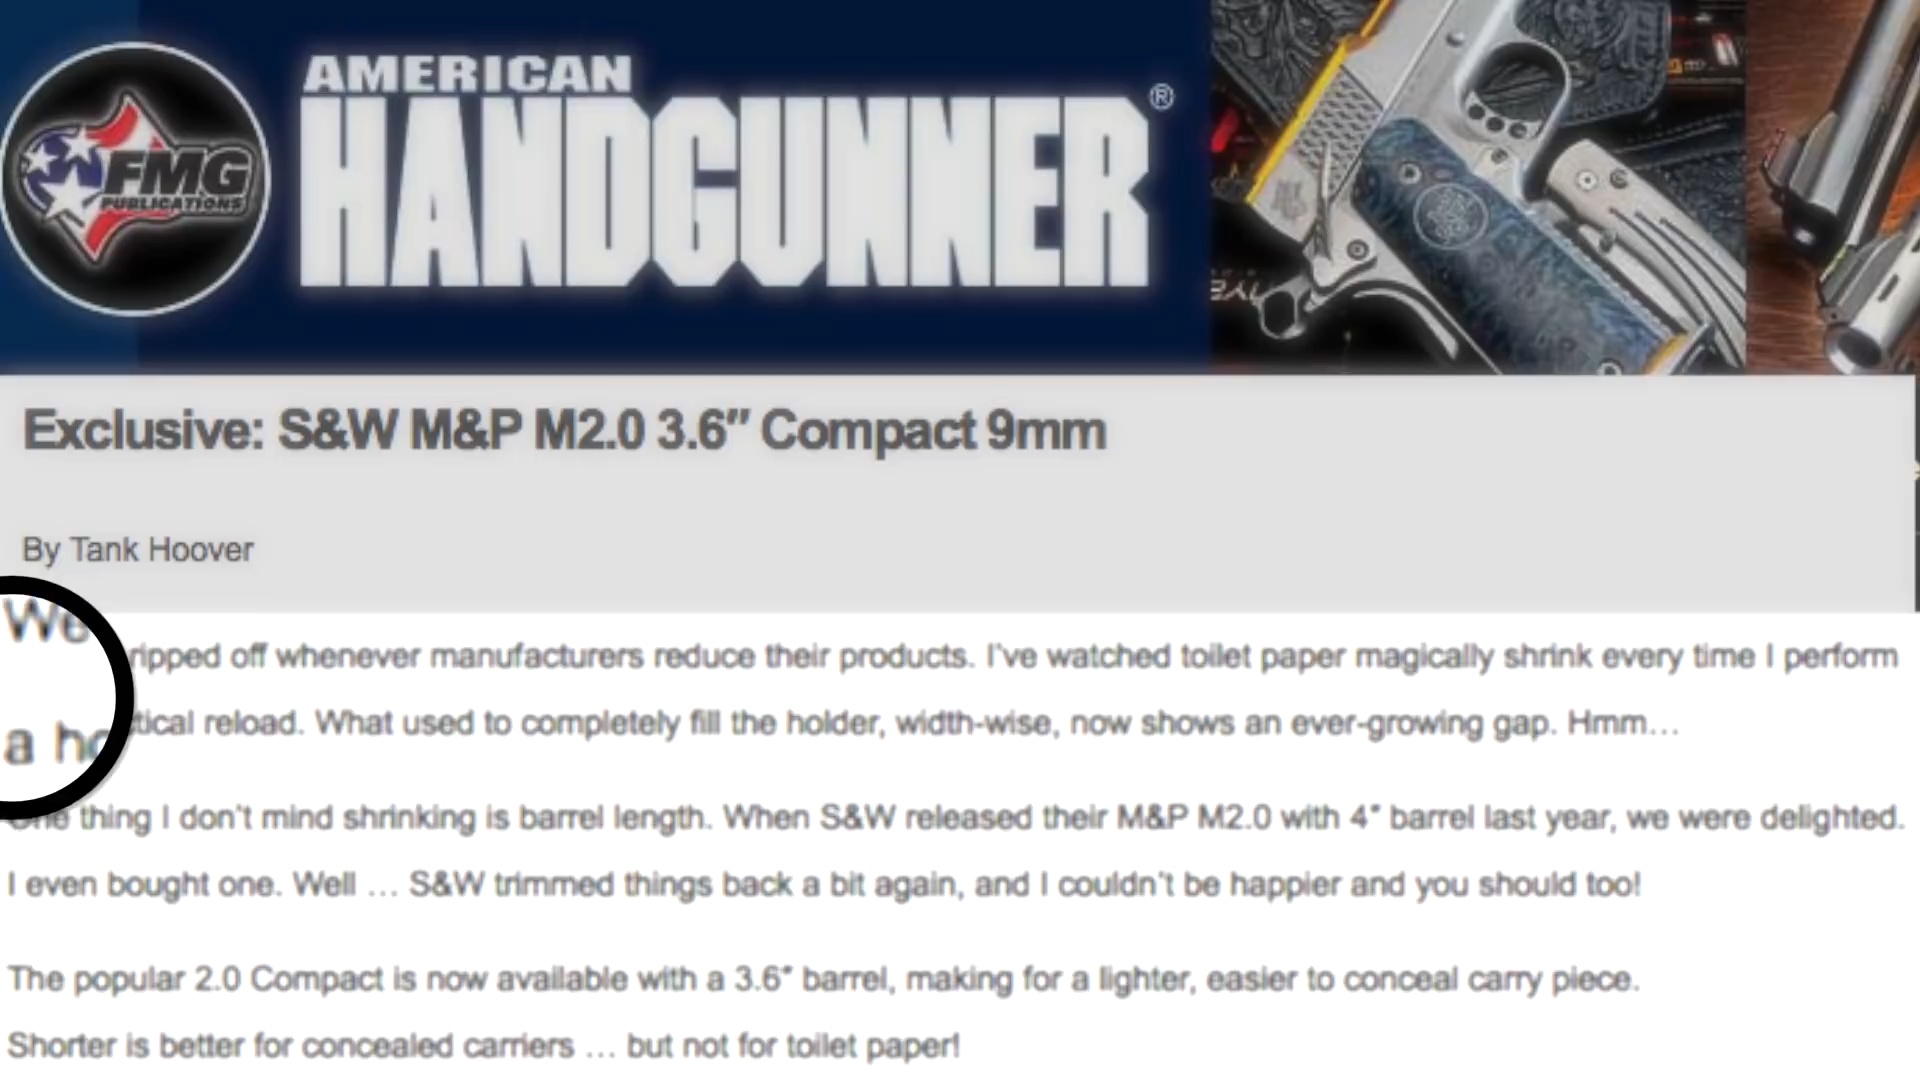 AMERICAN
HANDGUNNER®
FMG
PUBLICATIONS
Exclusive: S&W M&P M2.0 3.6″ Compact 9mm
By Tank Hoover
We ripped off whenever manufacturers reduce their products. I've watched toilet paper magically shrink every time I perform
a reload. What used to completely fill the holder, width-wise, now shows an ever-growing gap. Hmm…
One thing I don't mind shrinking is barrel length. When S&W released their M&P M2.0 with 4" barrel last year, we were delighted.
I even bought one. Well … S&W trimmed things back a bit again, and I couldn't be happier and you should too!
The popular 2.0 Compact is now available with a 3.6" barrel, making for a lighter, easier to conceal carry piece.
Shorter is better for concealed carriers … but not for toilet paper!